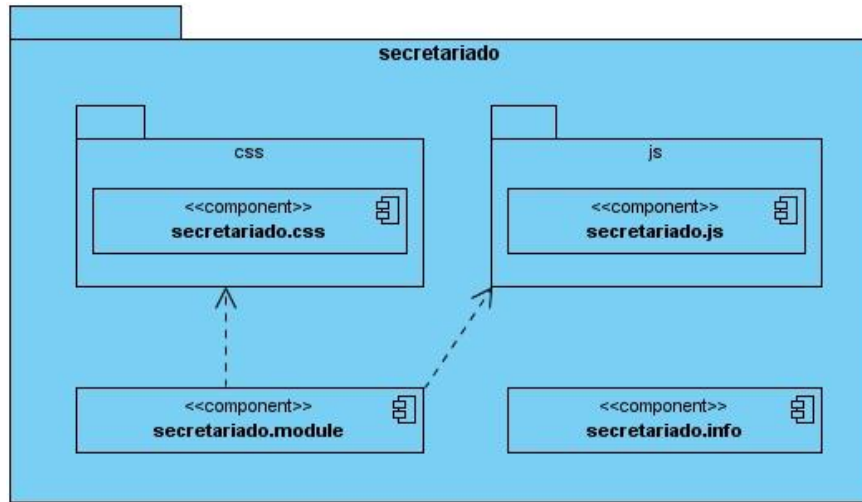 secretariado
css
<<component>>
secretariado.css
js
<<component>>
secretariado.js
<<component>>
secretariado.module
<<component>>
secretariado.info